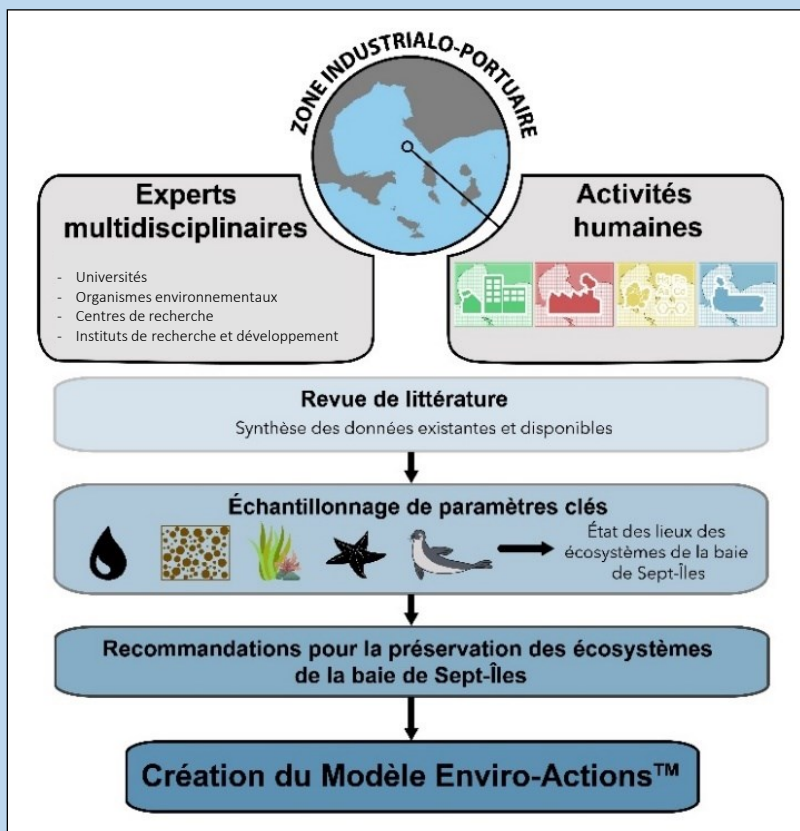 ZONE INDUSTRIALO-PORTUAIRE
Experts
multidisciplinaires
- Universités
- Organismes environnementaux
- Centres de recherche
- Instituts de recherche et développement
Activités
humaines
Revue de littérature
Synthèse des données existantes et disponibles
Échantillonnage de paramètres clés
État des lieux des
écosystèmes de la baie
de Sept-Îles
Recommandations pour la préservation des écosystèmes
de la baie de Sept-Îles
Création du Modèle Enviro-Actions™